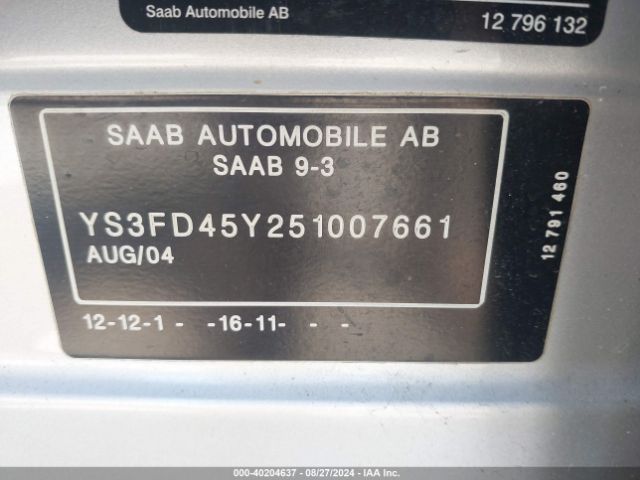 Saab Automobile AB
12 796 132
SAAB AUTOMOBILE AB
SAAB 9-3
YS3FD45Y251007661
AUG/04
12-12-1 - -16-11- - -
12 791 460
000-40204637 - 08/27/2024 - IAA Inc.